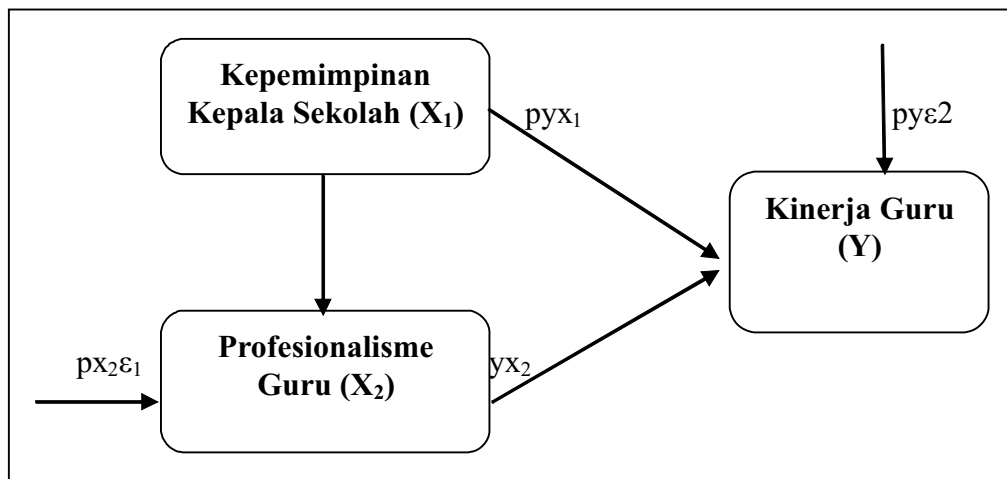 Kepemimpinan
Kepala Sekolah (X₁)
pyx₁
pyε2
Kinerja Guru
(Y)
Profesionalisme
Guru (X₂)
px₂ε₁
yx₂